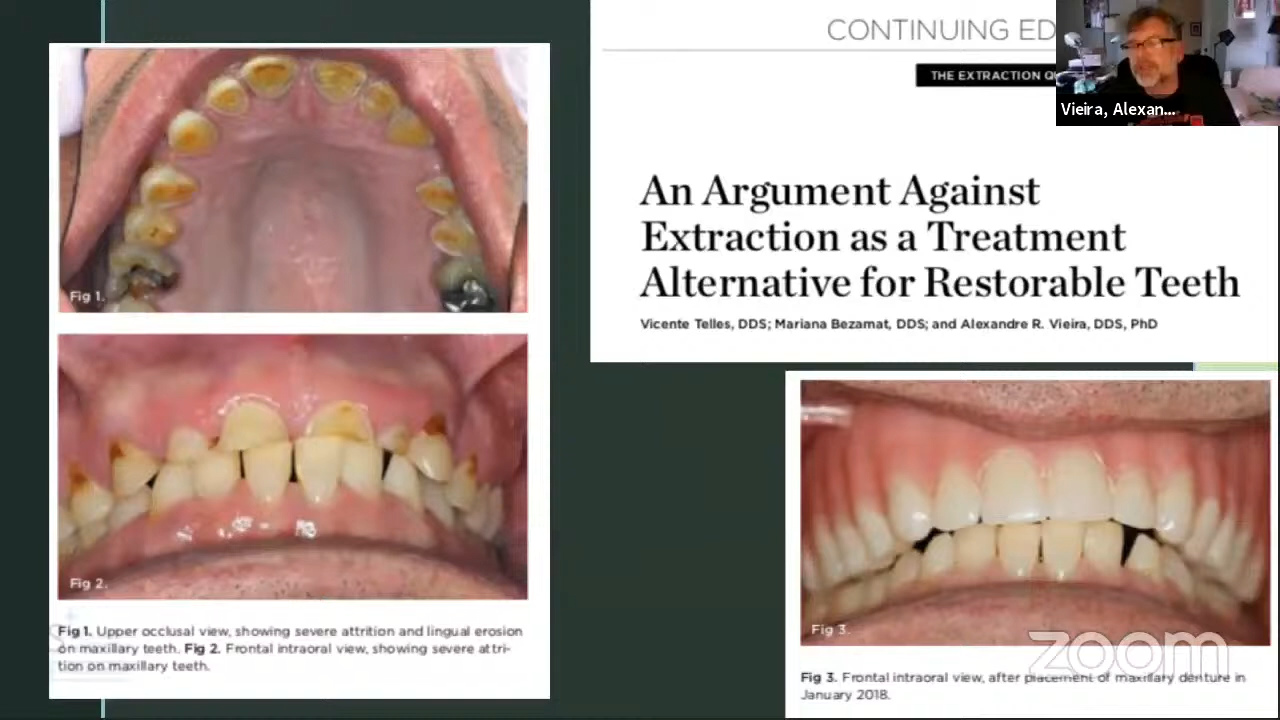 Fig 1.
Fig 2.
Fig 1. Upper occlusal view, showing severe attrition and lingual erosion
on maxillary teeth. Fig 2. Frontal intraoral view, showing severe attri-
tion on maxillary teeth.
CONTINUING ED
THE EXTRACTION
Vieira, Alexan...
An Argument Against
Extraction as a Treatment
Alternative for Restorable Teeth
Vicente Telles, DDS; Mariana Bezamat, DDS; and Alexandre R. Vieira, DDS, PhD
Fig 3.
zoom
Fig 3. Frontal intraoral view, after placement of maxillary denture in
January 2018.